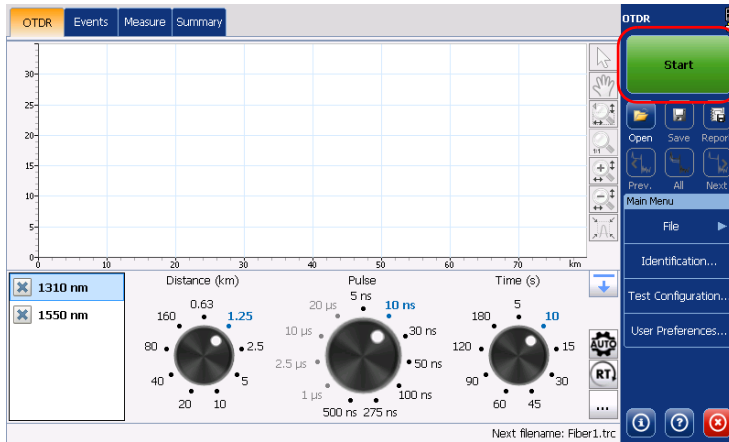 OTDR Events Measure Summary
OTDR
Start
30
25
20
15
10
5
0
0 10 20 30 40 50 60 70 km
Open Save Repor
Prev. All Next
Main Menu
File
Identification...
Test Configuration...
User Preferences...
1310 nm
1550 nm
Distance (km)
0.63
160 1.25
80 2.5
40 5
20 10
Pulse
5 ns
20 µs 10 ns
10 µs 30 ns
2.5 µs 50 ns
1 µs 100 ns
500 ns 275 ns
Time (s)
5
180 10
120 15
90 30
60 45
AUTO
RT
...
Next filename: Fiber1.trc